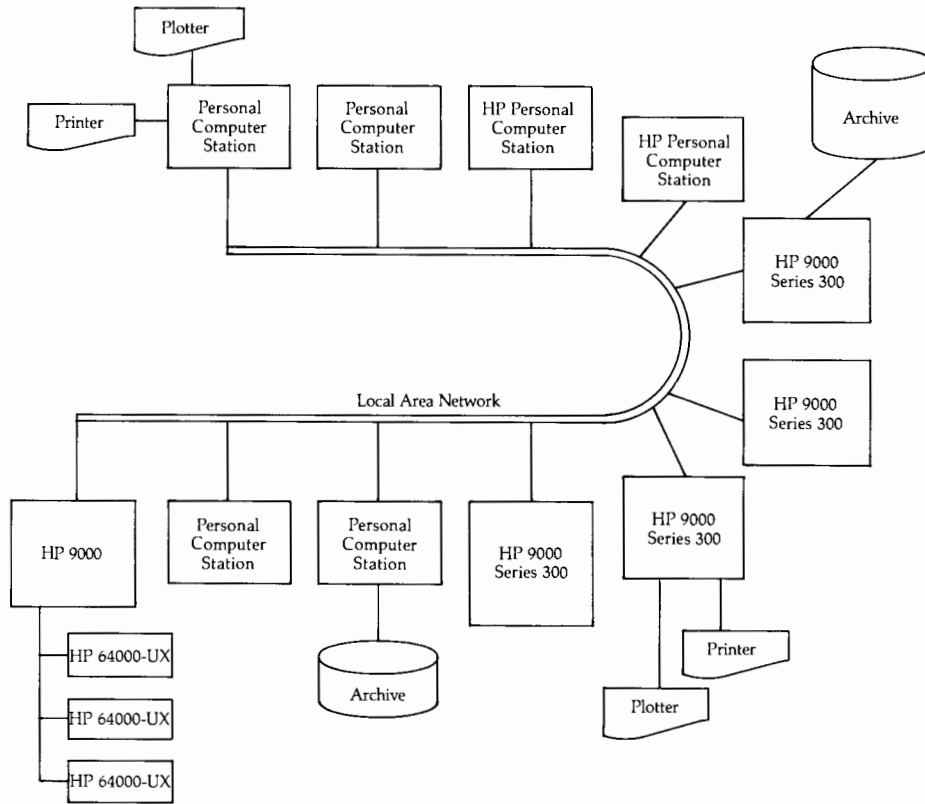 Plotter
Printer
Personal
Computer
Station
Personal
Computer
Station
HP Personal
Computer
Station
HP Personal
Computer
Station
Archive
HP 9000
Series 300
HP 9000
Series 300
Local Area Network
HP 9000
Personal
Computer
Station
Personal
Computer
Station
HP 9000
Series 300
HP 9000
Series 300
HP 64000-UX
HP 64000-UX
HP 64000-UX
Archive
Printer
Plotter